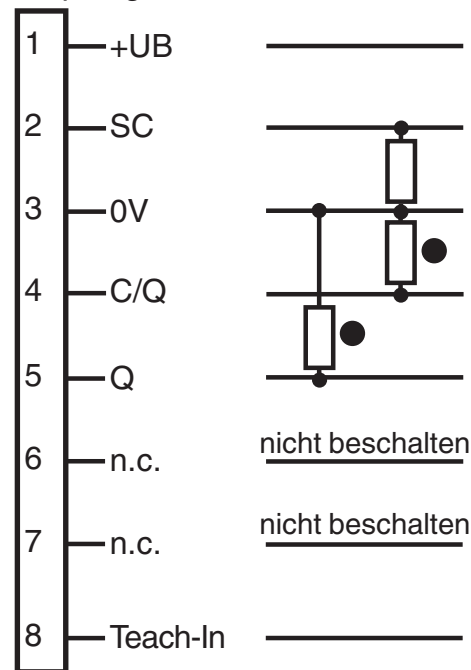 1 +UB
2 SC
3 0V
4 C/Q
5 Q
6 n.c. nicht beschalten
7 n.c. nicht beschalten
8 Teach-In